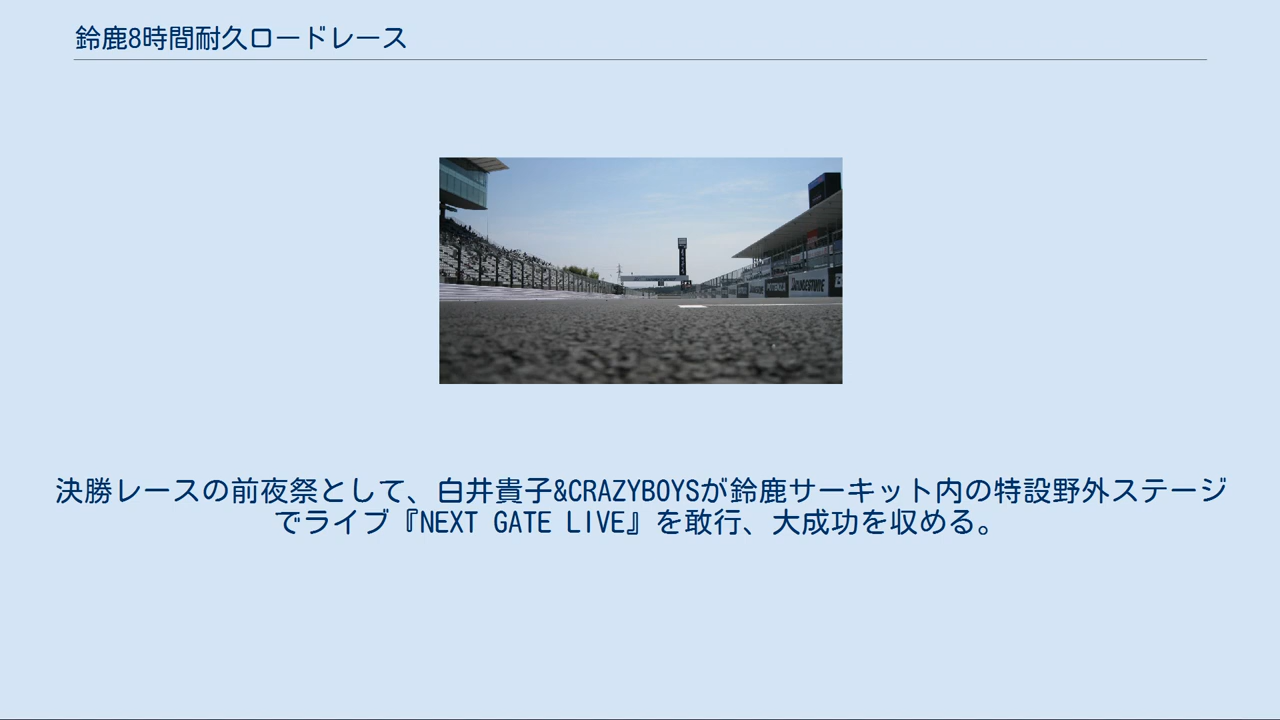 鈴鹿8時間耐久ロードレース
POTENZA
BRIDGESTONE
決勝レースの前夜祭として、白井貴子&CRAZYBOYSが鈴鹿サーキット内の特設野外ステージ
でライブ『NEXT GATE LIVE』を敢行、大成功を収める。